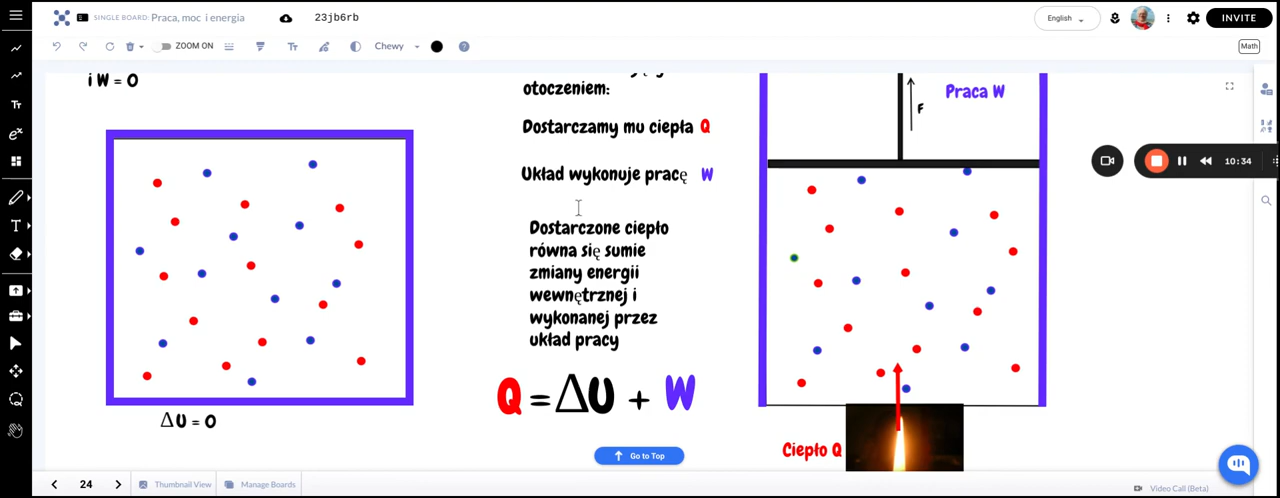 SINGLE BOARD: Praca, moc i energia
23jb6rb
English
INVITE
ZOOM ON
Chewy
Math
i W = 0
otoczeniem:
Dostarczamy mu ciepła Q
Układ wykonuje pracę W
Dostarczone ciepło
równa się sumie
zmiany energii
wewnętrznej i
wykonanej przez
układ pracy
Q = ΔU + W
ΔU = 0
Praca W
F
Ciepło Q
10:34
Go to Top
24
Thumbnail View
Manage Boards
Video Call (Beta)